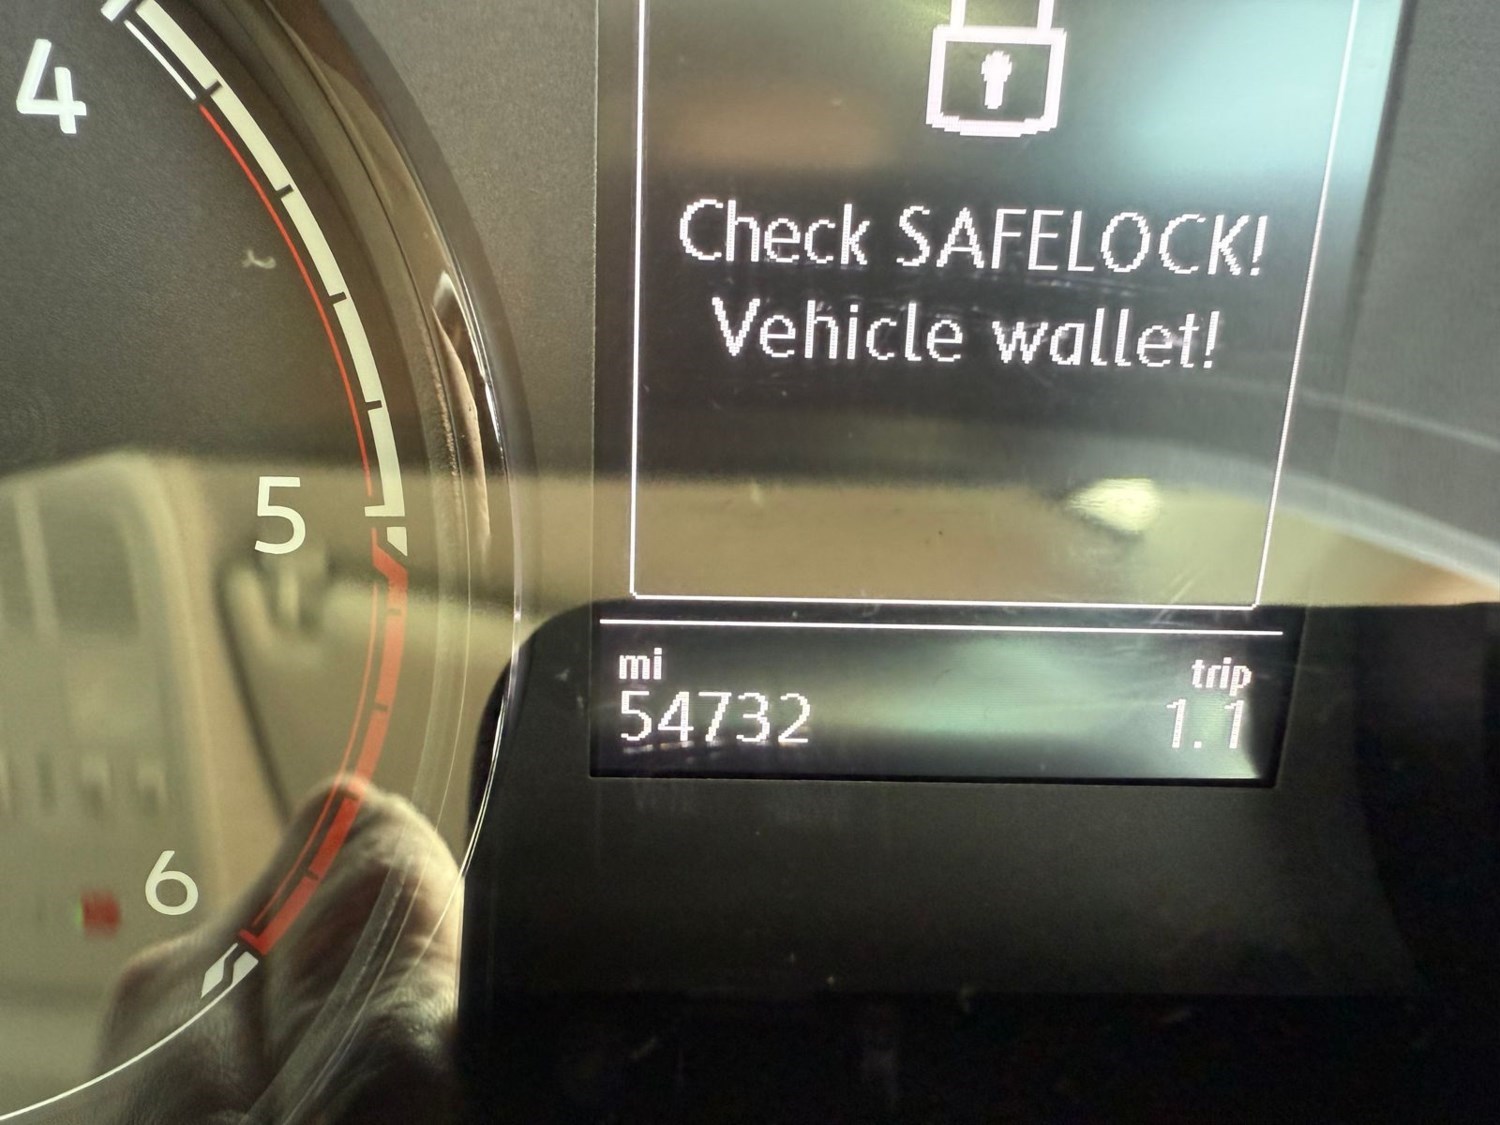 4
Check SAFELOCK!
Vehicle wallet!
5
mi
trip
54732
1.1
6